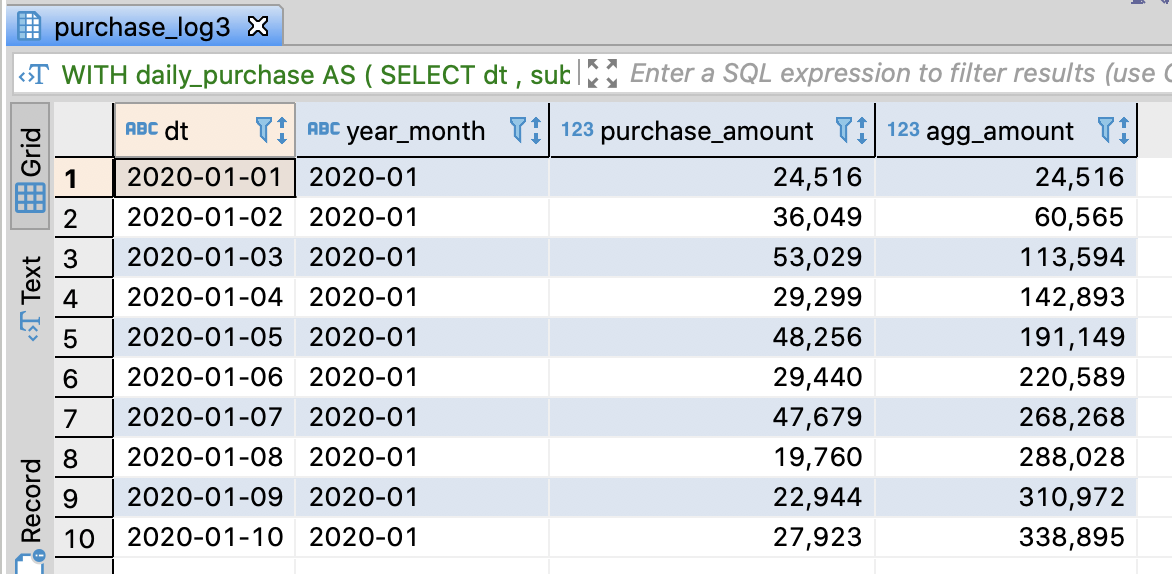 purchase_log3
WITH daily_purchase AS ( SELECT dt , sub Enter a SQL expression to filter results (use C
Grid
Text
Record
ABC dt ABC year_month 123 purchase_amount 123 agg_amount
1 2020-01-01 2020-01 24,516 24,516
2 2020-01-02 2020-01 36,049 60,565
3 2020-01-03 2020-01 53,029 113,594
4 2020-01-04 2020-01 29,299 142,893
5 2020-01-05 2020-01 48,256 191,149
6 2020-01-06 2020-01 29,440 220,589
7 2020-01-07 2020-01 47,679 268,268
8 2020-01-08 2020-01 19,760 288,028
9 2020-01-09 2020-01 22,944 310,972
10 2020-01-10 2020-01 27,923 338,895